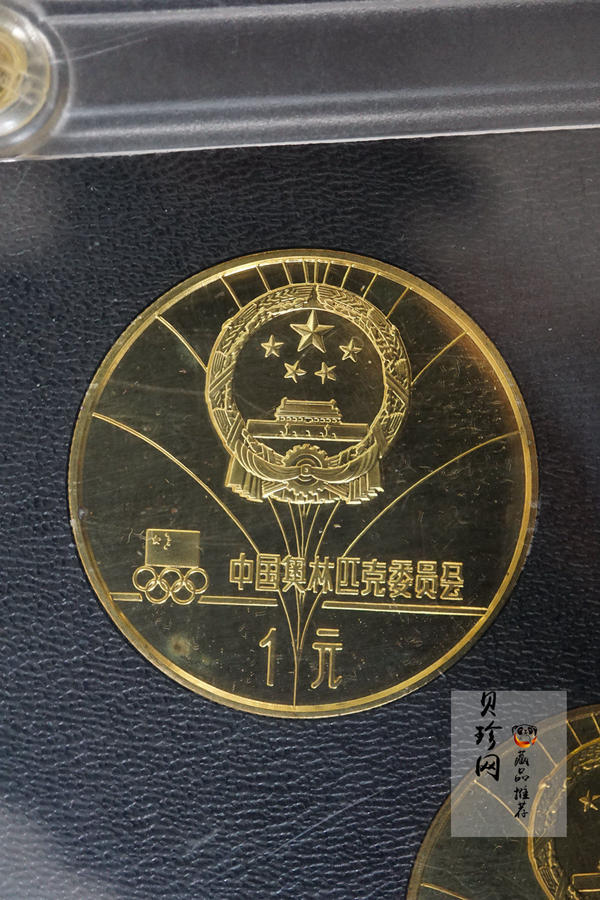 中国奥林匹克委员会
1元
贝珍网
藏品推荐